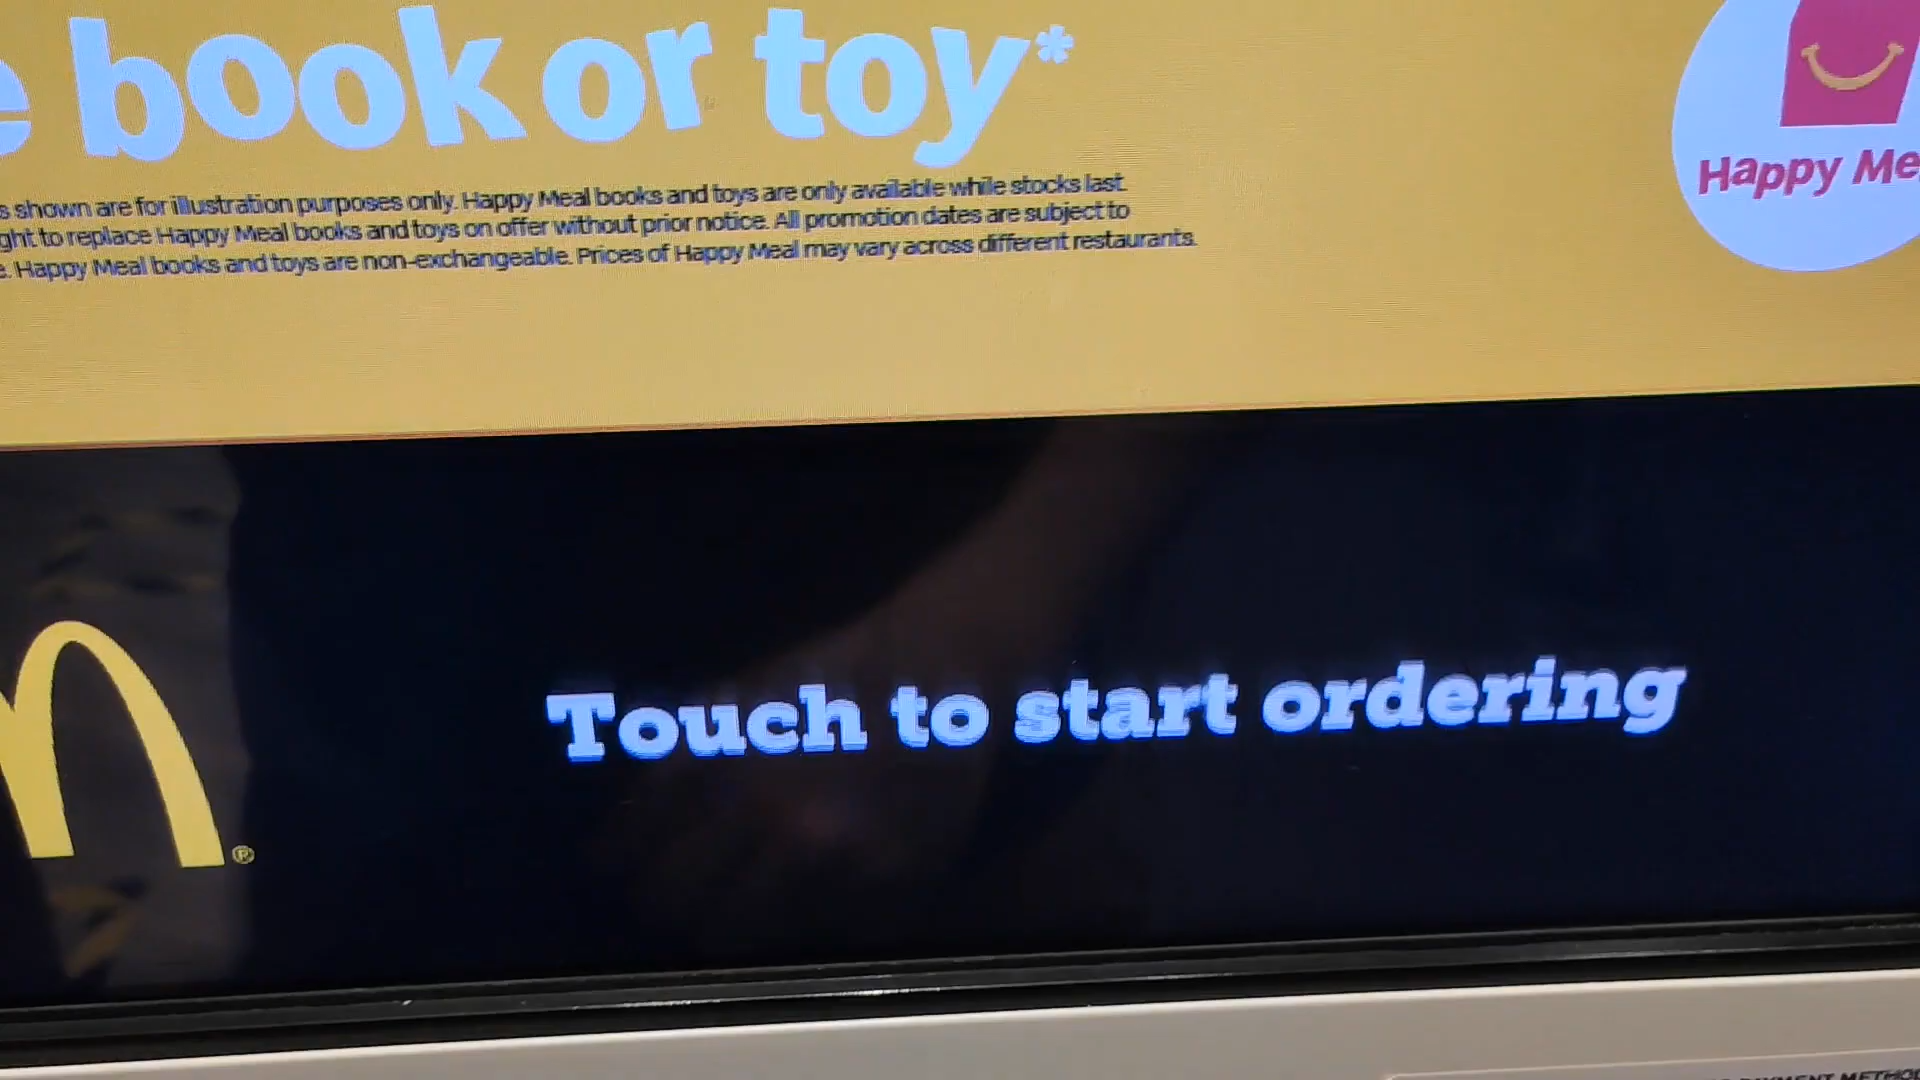 book or toy*
shown are for illustration purposes only. Happy Meal books and toys are only available while stocks last.
to replace Happy Meal books and toys on offer without prior notice. All promotion dates are subject to
Happy Meal books and toys are non-exchangeable. Prices of Happy Meal may vary across different restaurants.
Happy Me
Touch to start ordering
®